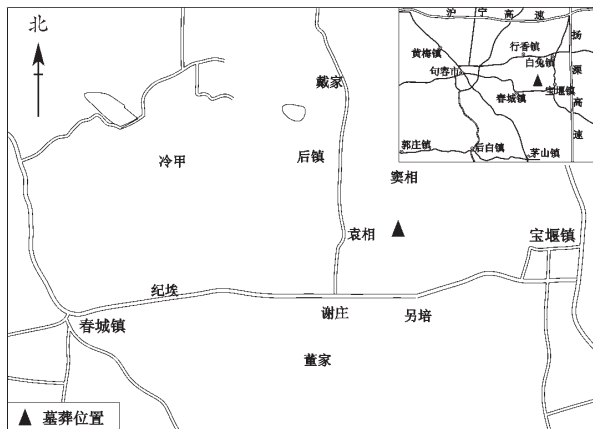 北
沪宁高速
扬溧高速
黄梅镇
行香镇
白兔镇
句容市
春城镇
宝堰镇
郭庄镇
后白镇
茅山镇
戴家
冷甲
后镇
窦相
袁相
宝堰镇
纪埃
春城镇
谢庄
另培
董家
墓葬位置